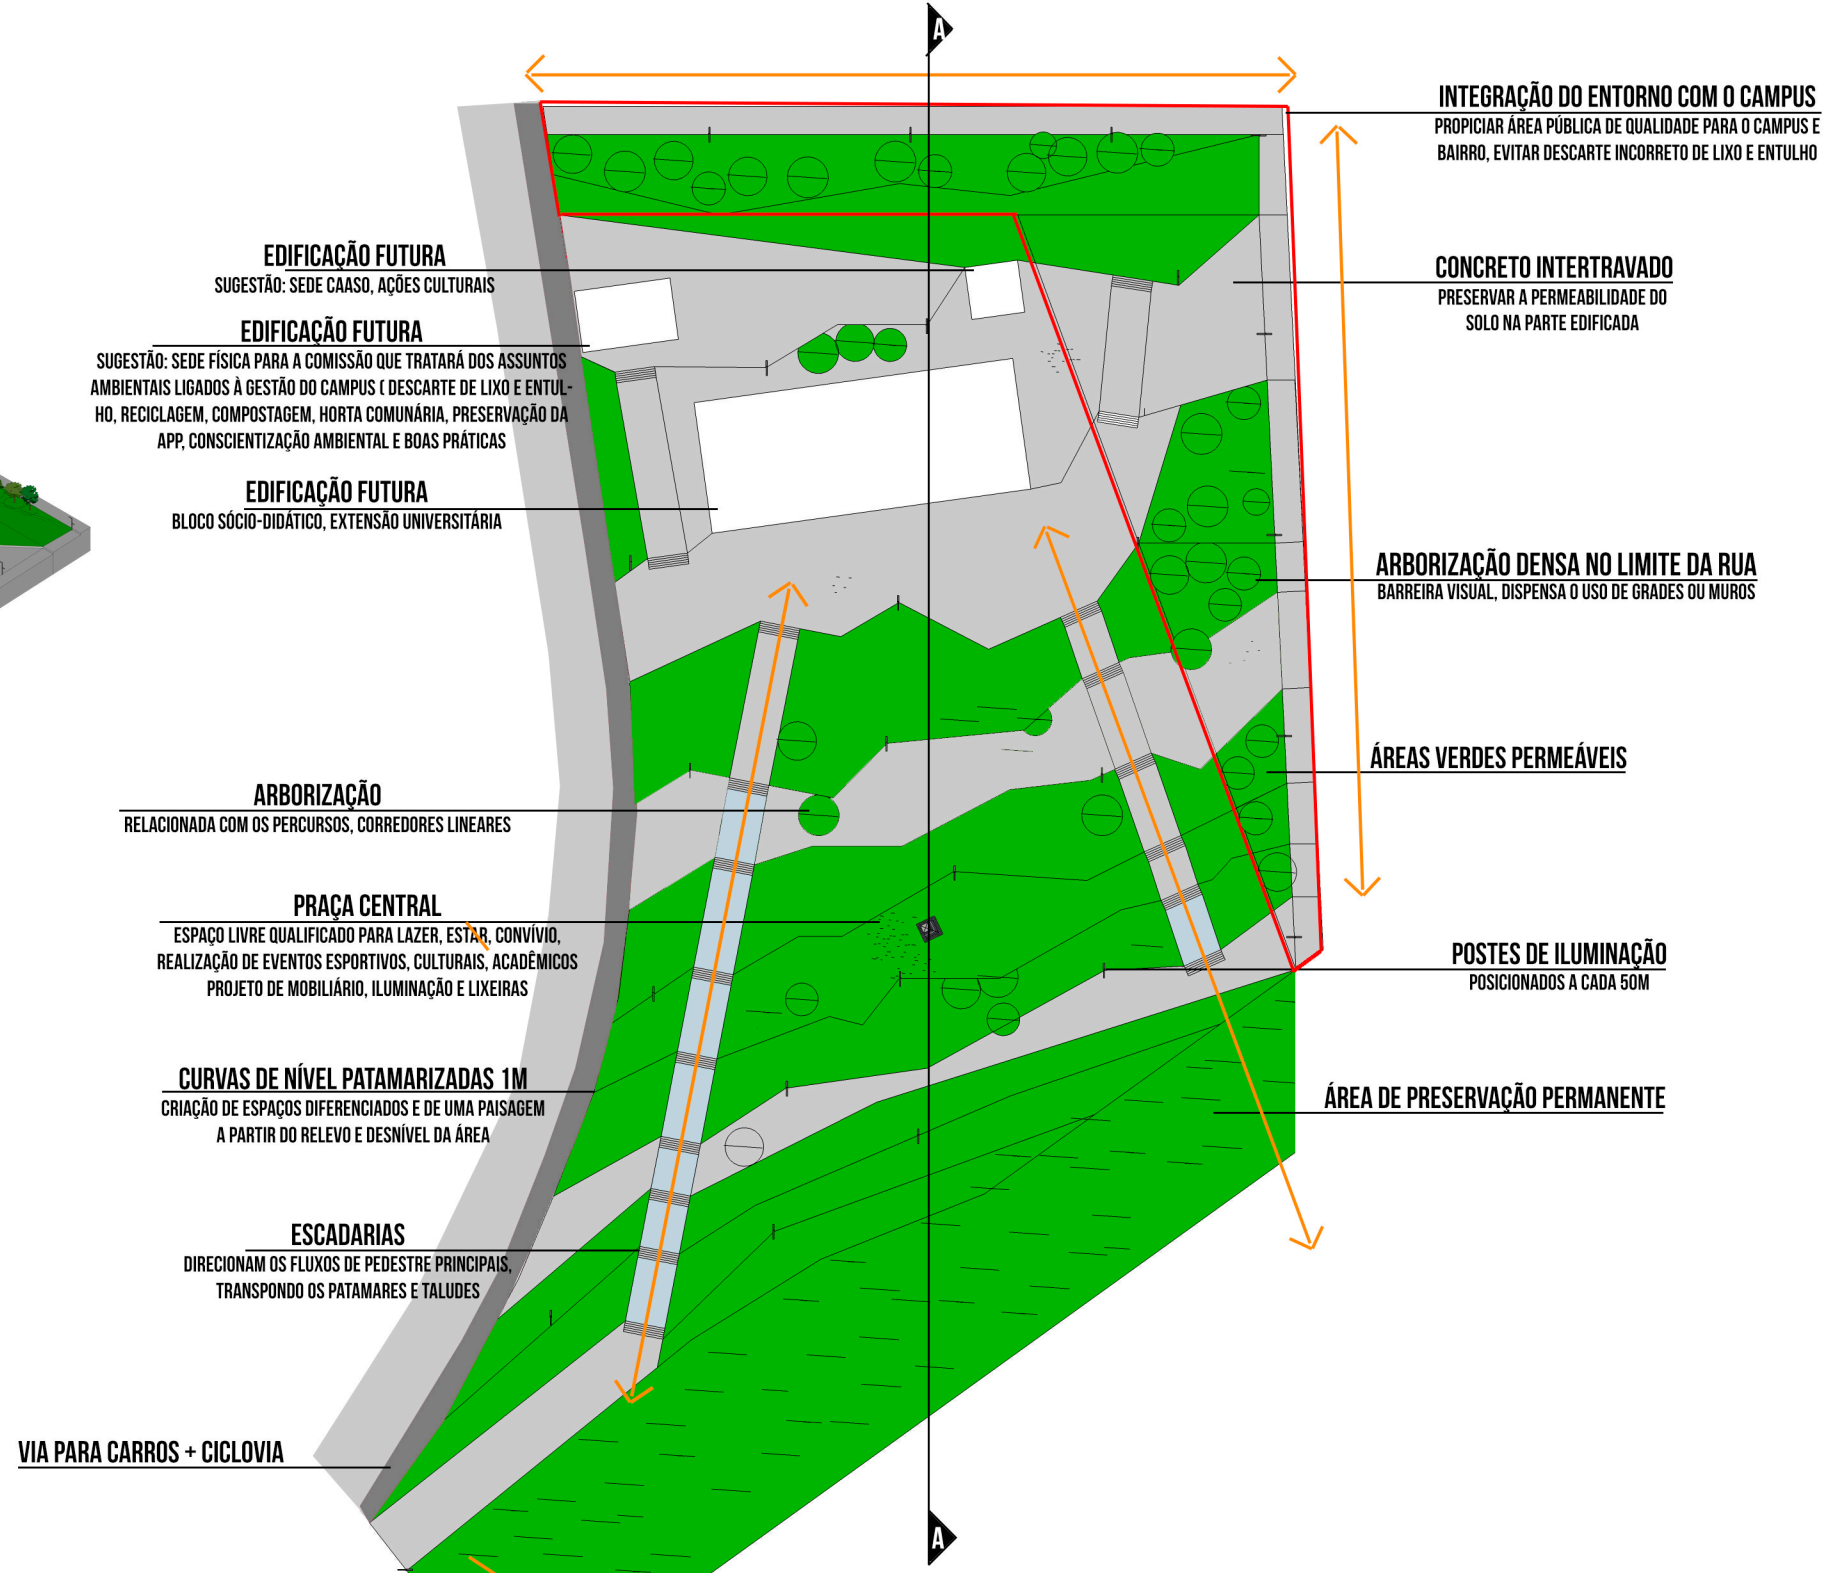 A
INTEGRAÇÃO DO ENTORNO COM O CAMPUS
PROPICIAR ÁREA PÚBLICA DE QUALIDADE PARA O CAMPUS E
BAIRRO, EVITAR DESCARTE INCORRETO DE LIXO E ENTULHO
EDIFICAÇÃO FUTURA
SUGESTÃO: SEDE CAASO, AÇÕES CULTURAIS
CONCRETO INTERTRAVADO
PRESERVAR A PERMEABILIDADE DO
SOLO NA PARTE EDIFICADA
EDIFICAÇÃO FUTURA
SUGESTÃO: SEDE FÍSICA PARA A COMISSÃO QUE TRATARÁ DOS ASSUNTOS
AMBIENTAIS LIGADOS À GESTÃO DO CAMPUS ( DESCARTE DE LIXO E ENTUL-
HO, RECICLAGEM, COMPOSTAGEM, HORTA COMUNÁRIA, PRESERVAÇÃO DA
APP, CONSCIENTIZAÇÃO AMBIENTAL E BOAS PRÁTICAS
EDIFICAÇÃO FUTURA
BLOCO SÓCIO-DIDÁTICO, EXTENSÃO UNIVERSITÁRIA
ARBORIZAÇÃO DENSA NO LIMITE DA RUA
BARREIRA VISUAL, DISPENSA O USO DE GRADES OU MUROS
ÁREAS VERDES PERMEÁVEIS
ARBORIZAÇÃO
RELACIONADA COM OS PERCURSOS, CORREDORES LINEARES
PRAÇA CENTRAL
ESPAÇO LIVRE QUALIFICADO PARA LAZER, ESTAR, CONVÍVIO,
REALIZAÇÃO DE EVENTOS ESPORTIVOS, CULTURAIS, ACADÊMICOS
PROJETO DE MOBILIÁRIO, ILUMINAÇÃO E LIXEIRAS
POSTES DE ILUMINAÇÃO
POSICIONADOS A CADA 50M
CURVAS DE NÍVEL PATAMARIZADAS 1M
CRIAÇÃO DE ESPAÇOS DIFERENCIADOS E DE UMA PAISAGEM
A PARTIR DO RELEVO E DESNÍVEL DA ÁREA
ÁREA DE PRESERVAÇÃO PERMANENTE
ESCADARIAS
DIRECIONAM OS FLUXOS DE PEDESTRE PRINCIPAIS,
TRANSPONDO OS PATAMARES E TALUDES
VIA PARA CARROS + CICLOVIA
A